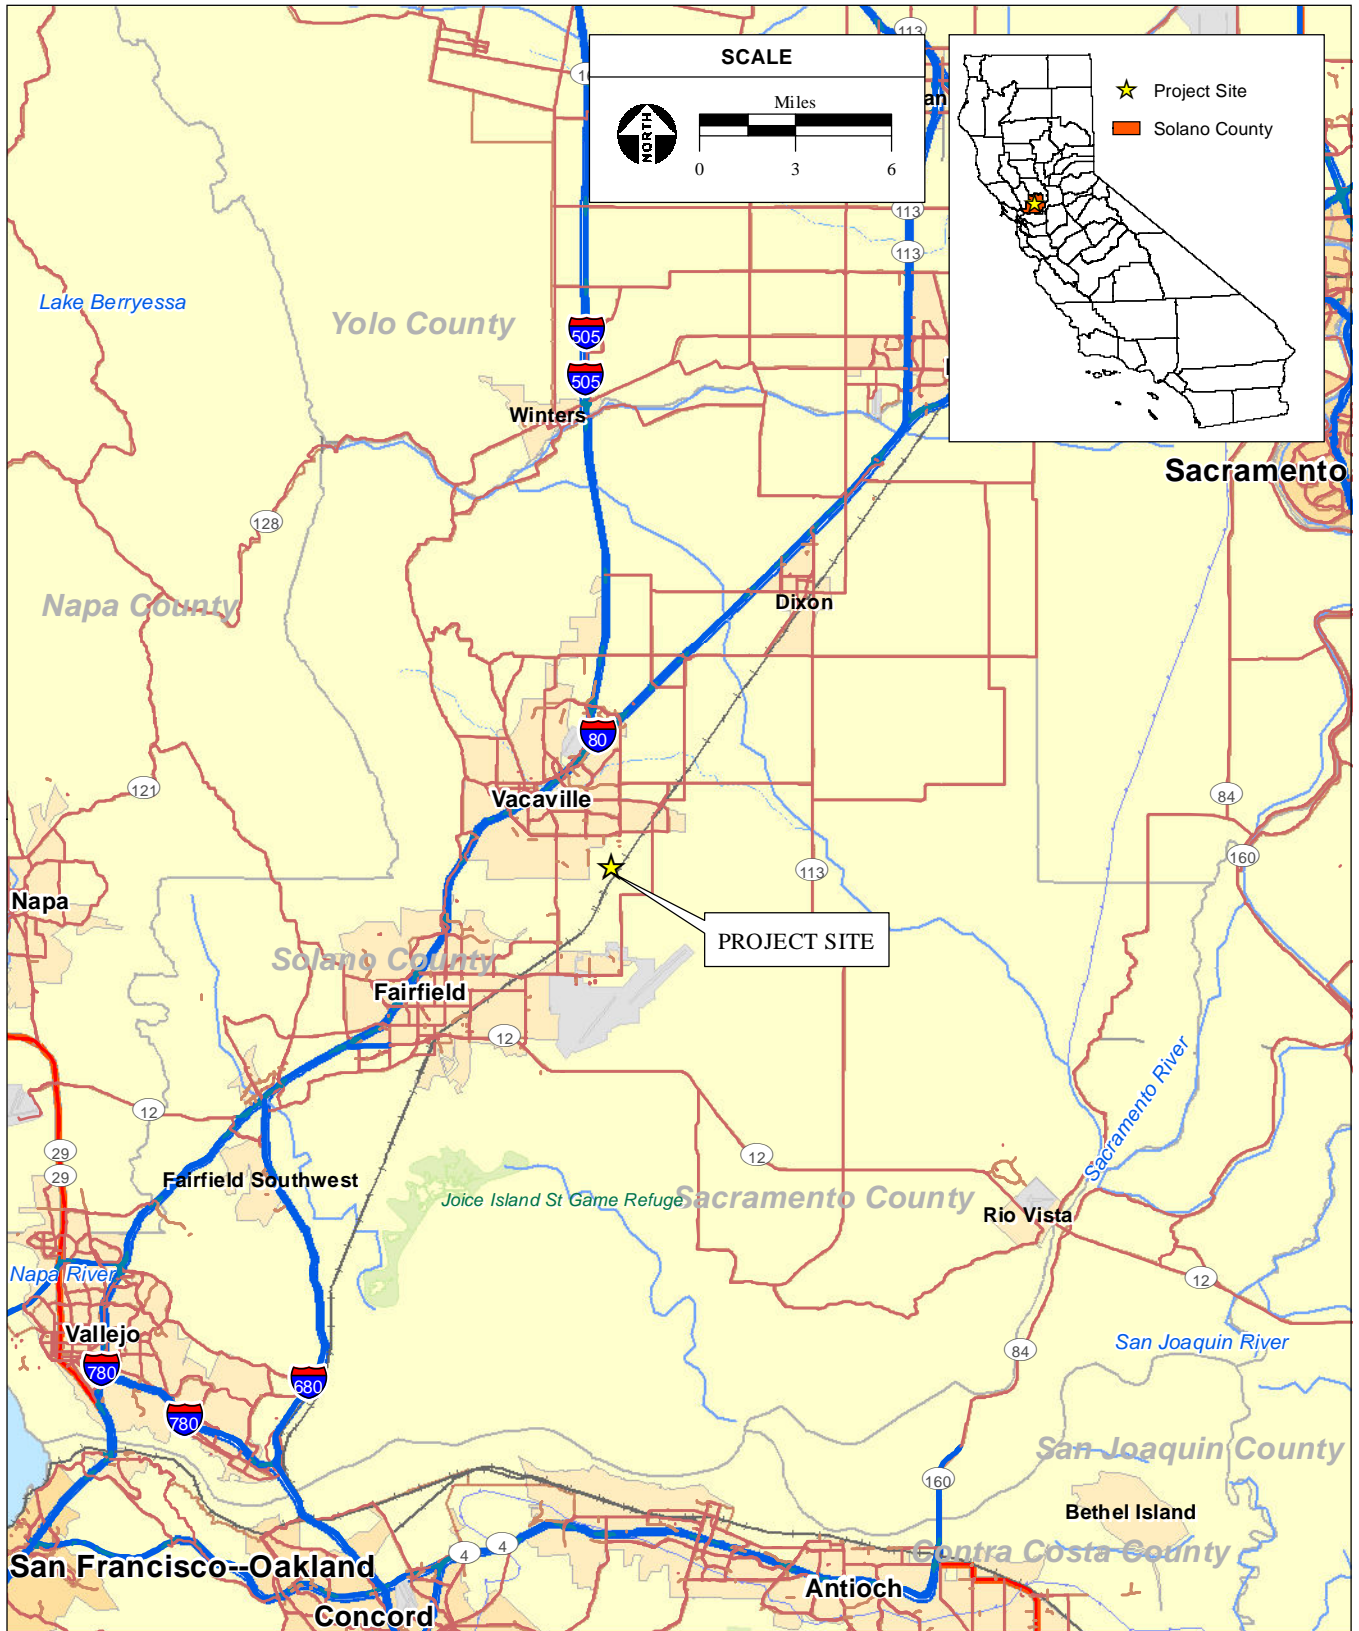 113
SCALE
Miles
NORTH
0 3 6
Project Site
Solano County
113
113
Lake Berryessa
Yolo County
505
505
Winters
Sacramento
128
Napa County
Dixon
80
121
Vacaville
84
160
113
Napa
PROJECT SITE
Solano County
Fairfield
12
12
29
12
29
Fairfield Southwest
Sacramento River
Joice Island St Game Refuge
Sacramento County
Rio Vista
Napa River
12
Vallejo
San Joaquin River
84
780
680
780
San Joaquin County
160
Bethel Island
4
4
Contra Costa County
San Francisco--Oakland
Antioch
Concord